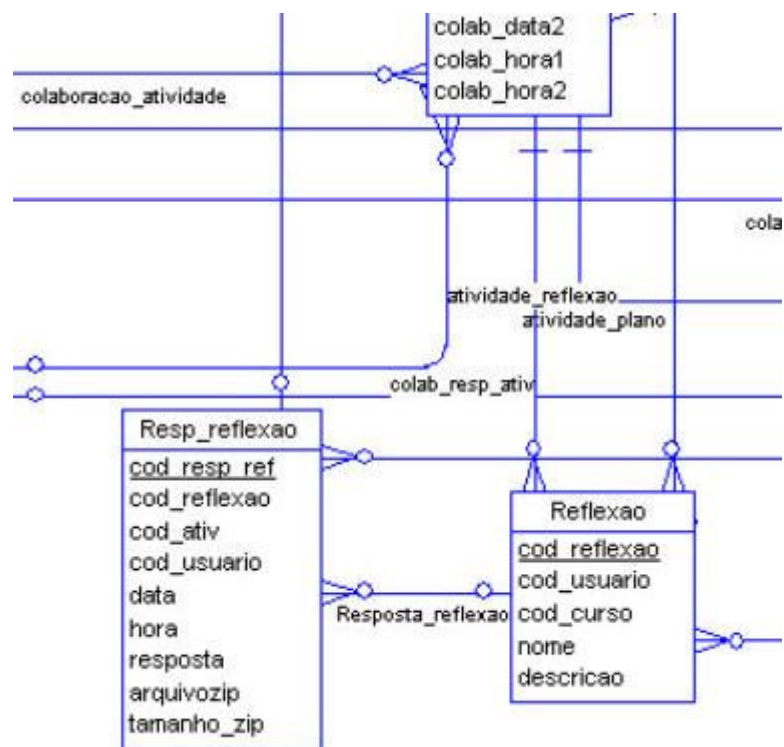 colab_data2
colab_hora1
colab_hora2
colaboracao_atividade
cola
atividade_reflexao
atividade_plano
colab_resp_ativ
Resp_reflexao
cod_resp_ref
cod_reflexao
cod_ativ
cod_usuario
data
hora
resposta
arquivozip
tamanho_zip
Resposta_reflexao
Reflexao
cod_reflexao
cod_usuario
cod_curso
nome
descricao